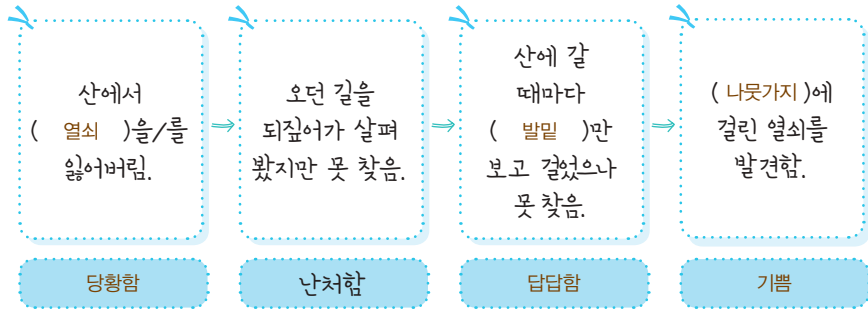 산에서
( 열쇠 )을/를
잃어버림.
오던 길을
되짚어가 살펴
봤지만 못 찾음.
산에 갈
때마다
( 발밑 )만
보고 걸었으나
못 찾음.
( 나뭇가지 )에
걸린 열쇠를
발견함.
당황함
난처함
답답함
기쁨